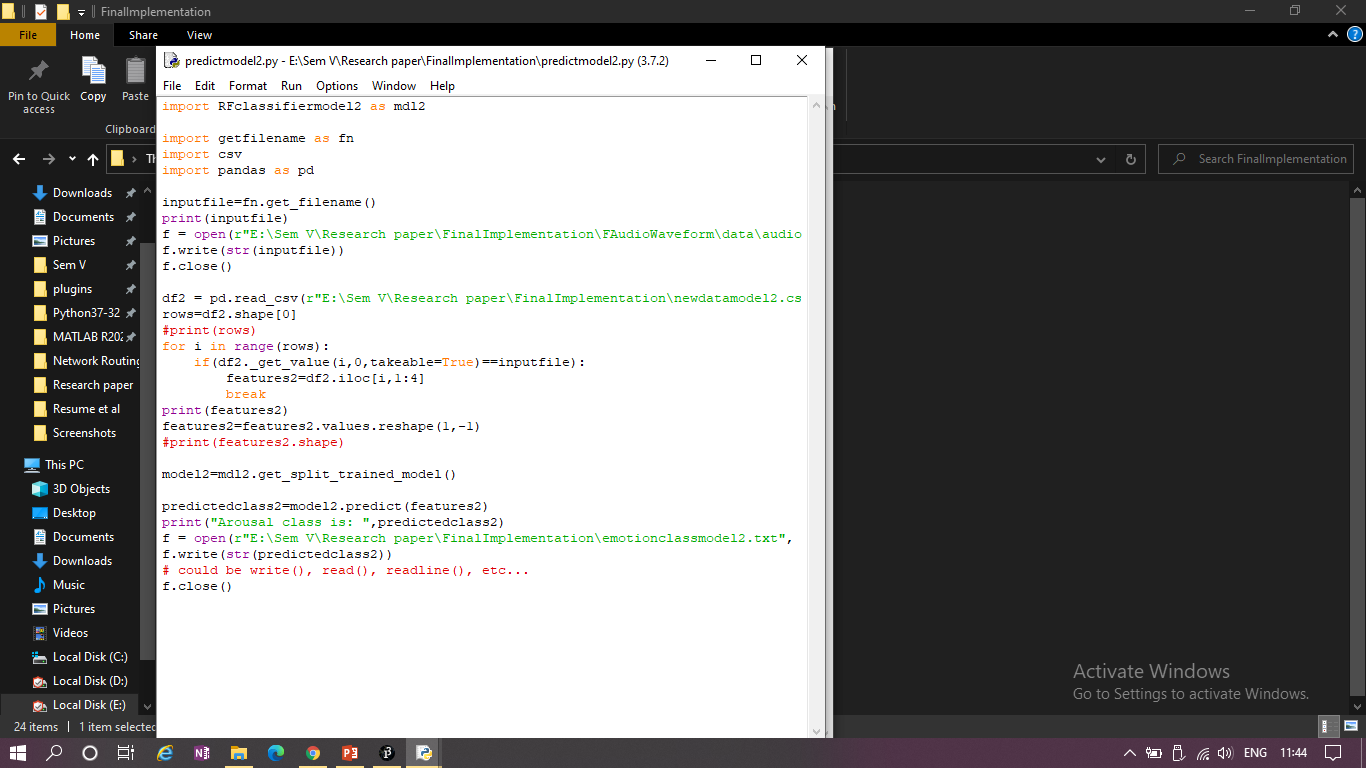 FinalImplementation
File Home Share View
Pin to Quick access
Copy
Paste
Clipboard
Search FinalImplementation
predictmodel2.py - E:\Sem V\Research paper\FinalImplementation\predictmodel2.py (3.7.2)
File Edit Format Run Options Window Help
import RFclassifiermodel2 as mdl2
import getfilename as fn
import csv
import pandas as pd
inputfile=fn.get_filename()
print(inputfile)
f = open(r"E:\Sem V\Research paper\FinalImplementation\FAudioWaveform\data\audio
f.write(str(inputfile))
f.close()
df2 = pd.read_csv(r"E:\Sem V\Research paper\FinalImplementation\newdatamodel2.cs
rows=df2.shape[0]
#print(rows)
for i in range(rows):
    if(df2._get_value(i,0,takeable=True)==inputfile):
        features2=df2.iloc[i,1:4]
        break
print(features2)
features2=features2.values.reshape(1,-1)
#print(features2.shape)
model2=mdl2.get_split_trained_model()
predictedclass2=model2.predict(features2)
print("Arousal class is: ",predictedclass2)
f = open(r"E:\Sem V\Research paper\FinalImplementation\emotionclassmodel2.txt",
f.write(str(predictedclass2))
# could be write(), read(), readline(), etc...
f.close()
Downloads
Documents
Pictures
Sem V
plugins
Python37-32
MATLAB R202
Network Routing
Research paper
Resume et al
Screenshots
This PC
3D Objects
Desktop
Documents
Downloads
Music
Pictures
Videos
Local Disk (C:)
Local Disk (D:)
Local Disk (E:)
24 items
1 item selected
Activate Windows
Go to Settings to activate Windows.
ENG 11:44